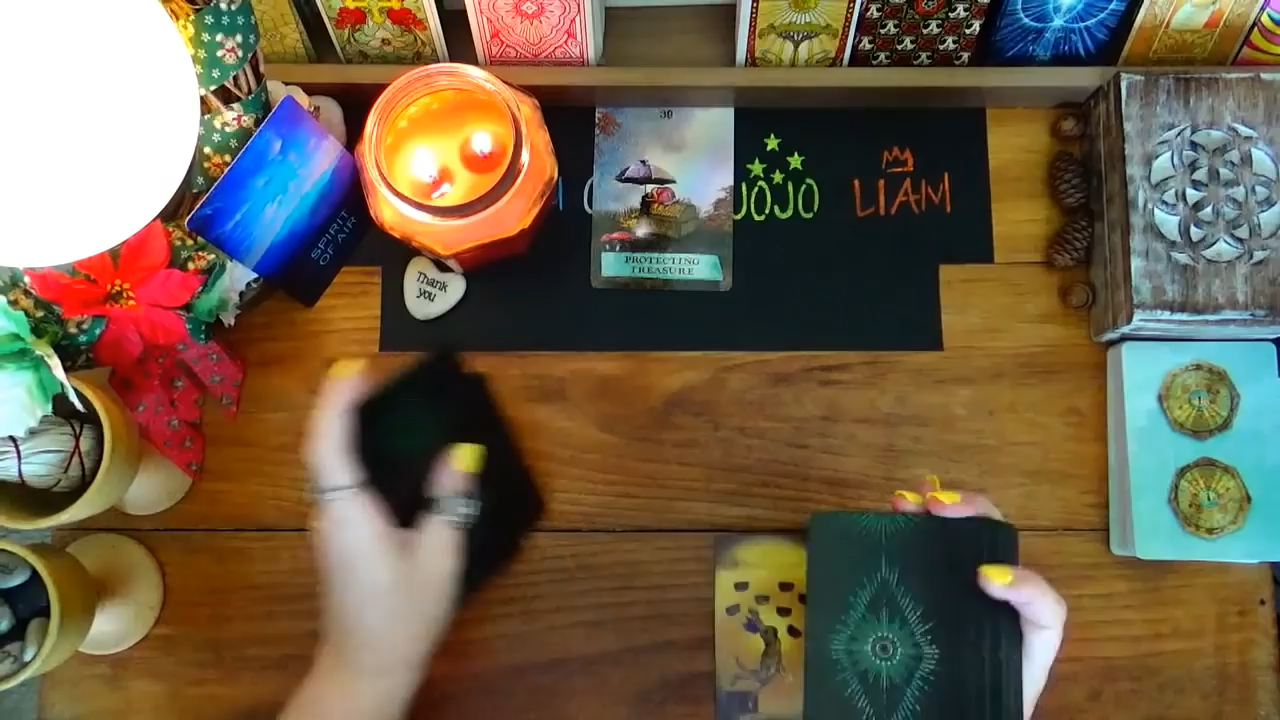 30
JOJO
LIAM
SPIRIT
OF AIR
PROTECTING
TREASURE
Thank
you